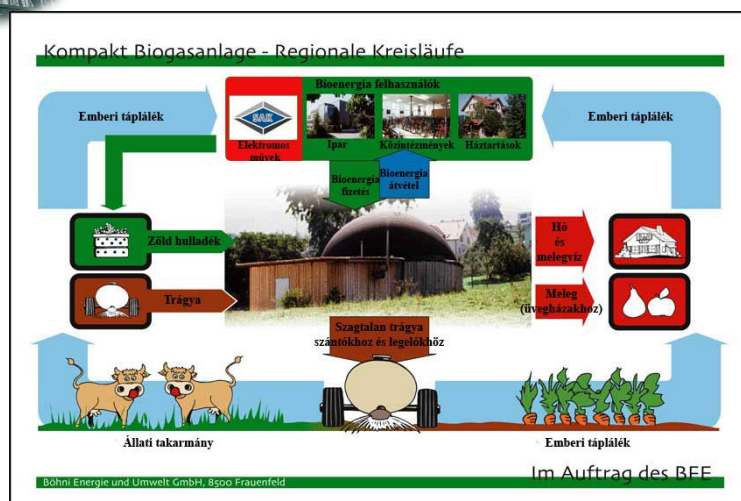 Kompakt Biogasanlage - Regionale Kreisläufe
Bioenergia felhasználók
Emberi táplálék
SAK
Elektromos
művek
Ipar
Közintézmények
Háztartások
Emberi táplálék
Bioenergia
fizetés
Bioenergia
átvétel
Zöld hulladék
Hő
és
melegvíz
Trágya
Meleg
(üvegházakhoz)
Szagtalan trágya
szántókhoz és legelőkhöz
Állati takarmány
Emberi táplálék
Böhni Energie und Umwelt GmbH, 8500 Frauenfeld
Im Auftrag des BFE